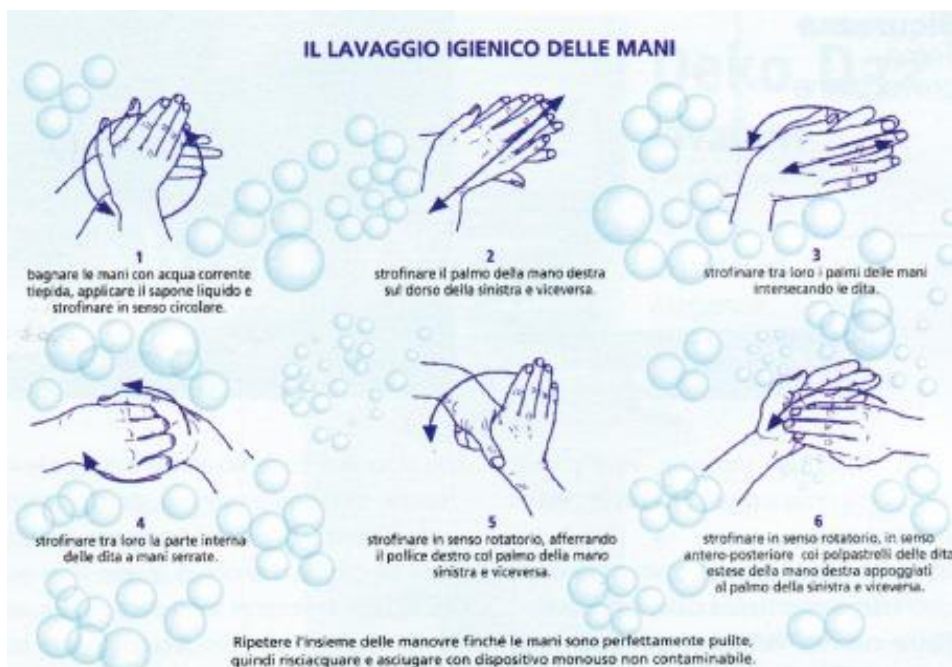 IL LAVAGGIO IGIENICO DELLE MANI
1
bagnare le mani con acqua corrente
tiepida, applicare il sapone liquido e
strofinare in senso circolare.
2
strofinare il palmo della mano destra
sul dorso della sinistra e viceversa.
3
strofinare tra loro i palmi delle mani
intersecando le dita.
4
strofinare tra loro la parte interna
delle dita a mani serrate.
5
strofinare in senso rotatorio, afferrando
il pollice destro col palmo della mano
sinistra e viceversa.
6
strofinare in senso rotatorio, in senso
antero-posteriore coi polpastrelli delle dita
estese della mano destra appoggiati
al palmo della sinistra e viceversa.
Ripetere l'insieme delle manovre finché le mani sono perfettamente pulite,
quindi risciacquare e asciugare con dispositivo monouso non contaminabile.